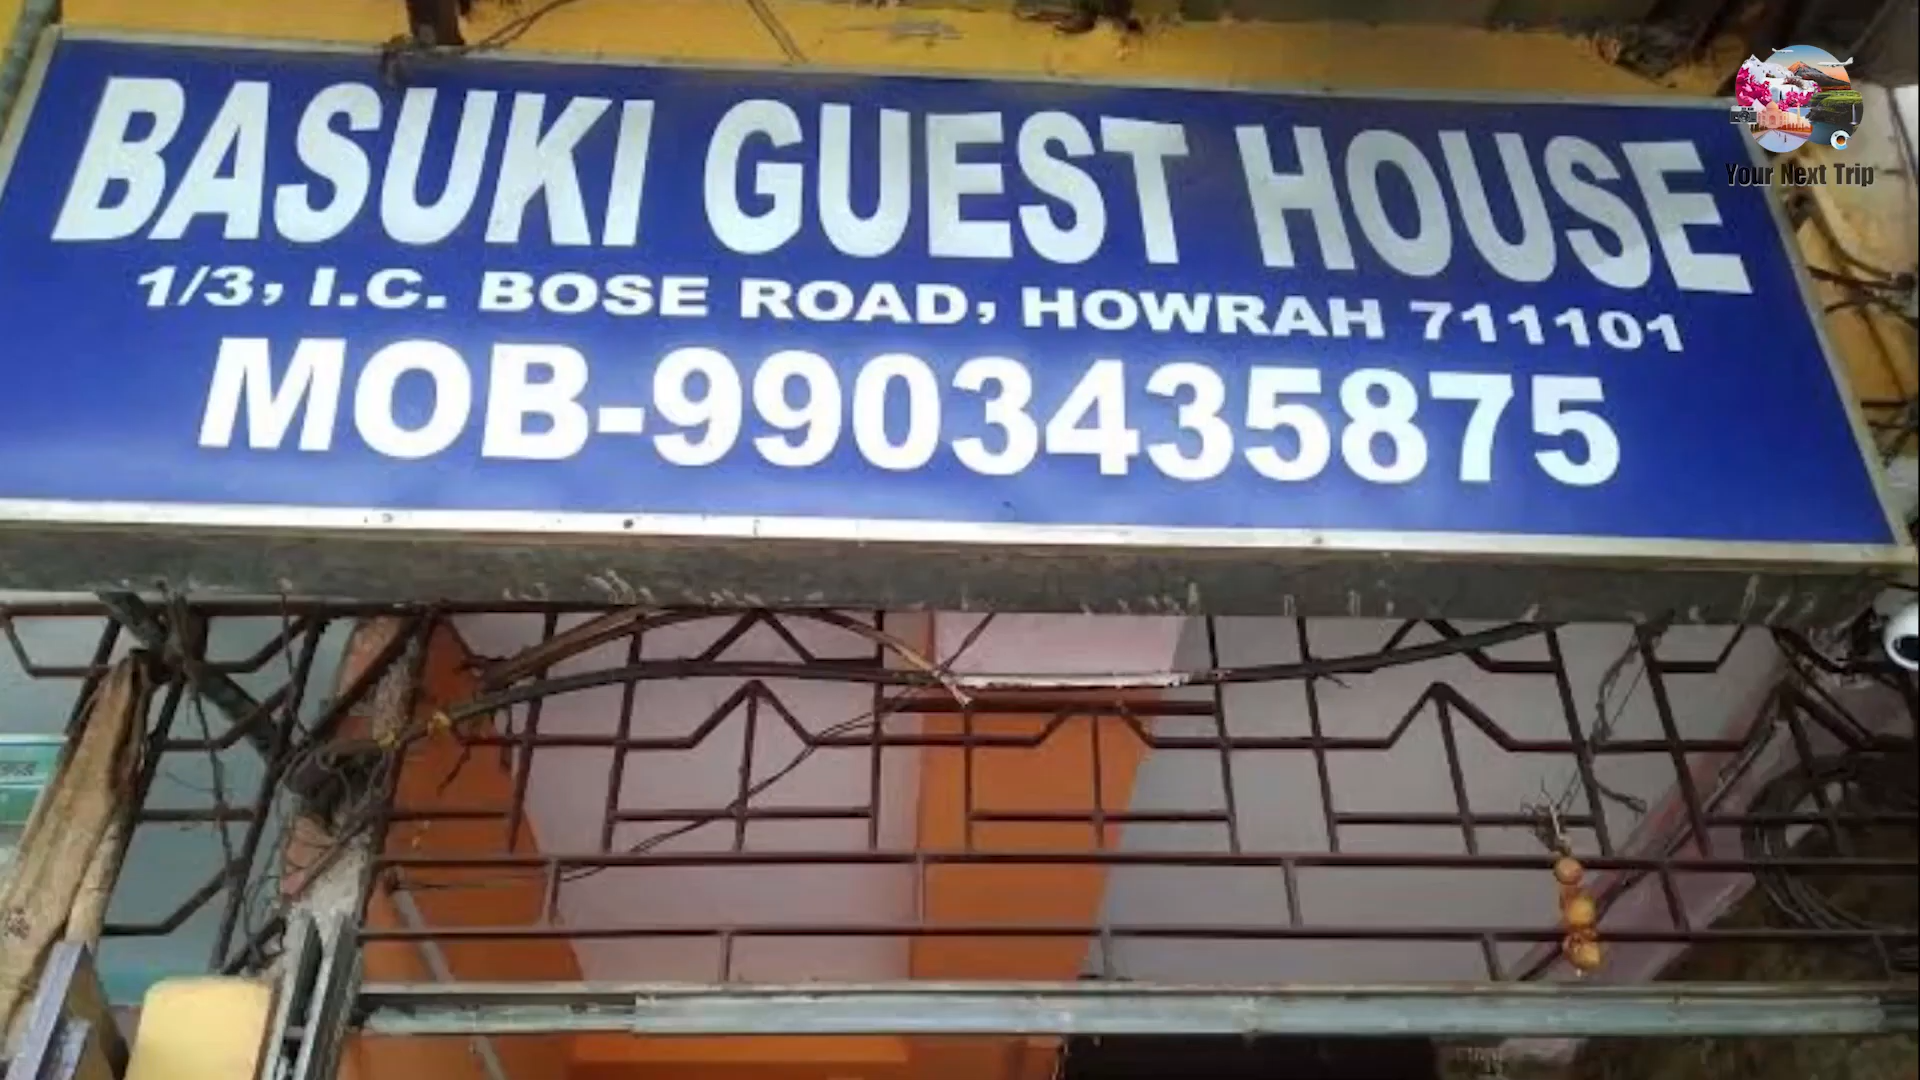 BASUKI GUEST HOUSE
1/3, I.C. BOSE ROAD, HOWRAH 711101
MOB-9903435875
Your Next Trip